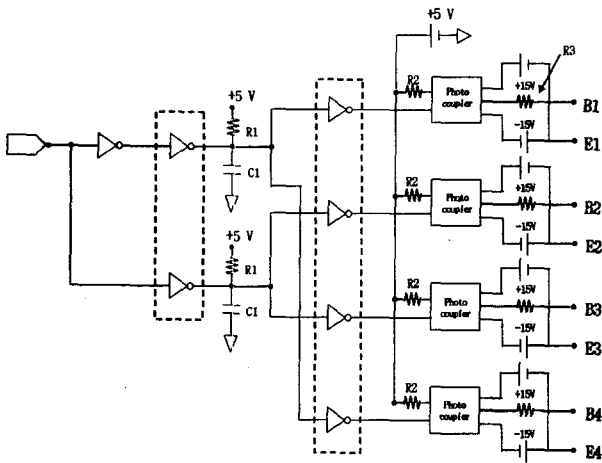 +5 V
R3
R2
Photo
coupler
+15V
B1
-15V
E1
+5 V
R1
C1
R2
Photo
coupler
+15V
B2
-15V
E2
+5 V
R1
C1
R2
Photo
coupler
+15V
B3
-15V
E3
R2
Photo
coupler
+15V
B4
-15V
E4